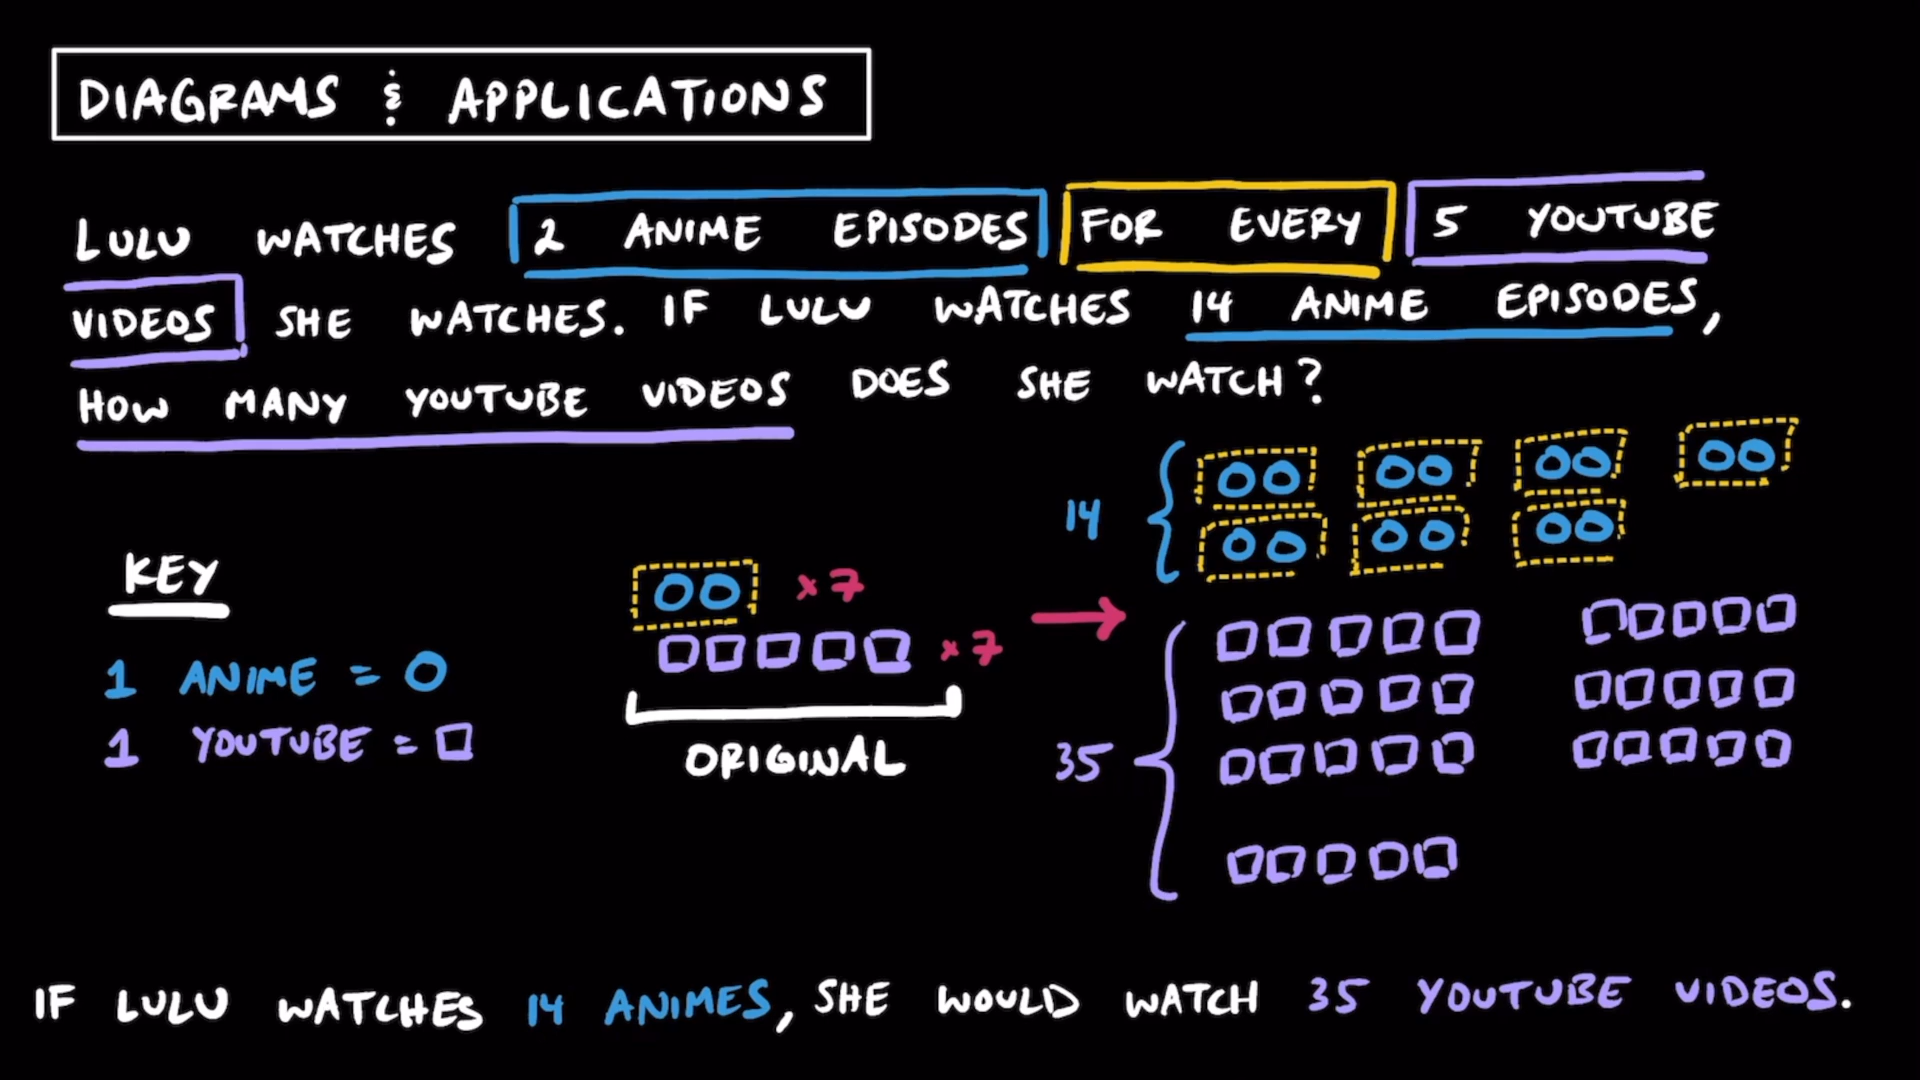 DIAGRAMS & APPLICATIONS
LULU WATCHES 2 ANIME EPISODES FOR EVERY 5 YOUTUBE
VIDEOS SHE WATCHES. IF LULU WATCHES 14 ANIME EPISODES,
HOW MANY YOUTUBE VIDEOS DOES SHE WATCH?
KEY
1 ANIME =
1 YOUTUBE =
x7
x7
ORIGINAL
14
35
IF LULU WATCHES 14 ANIMES, SHE WOULD WATCH 35 YOUTUBE VIDEOS.